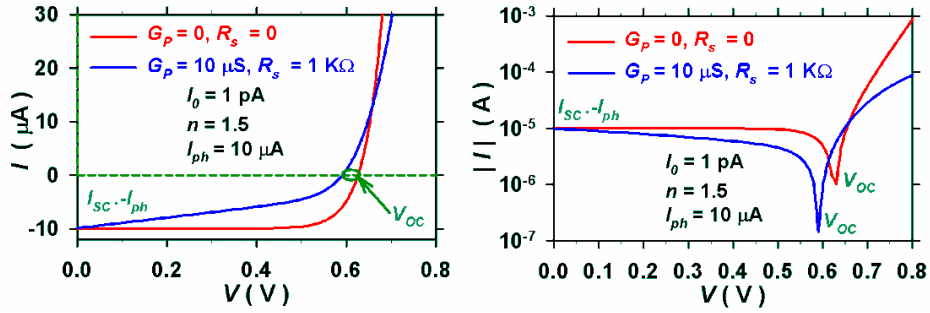 30
20
10
0
-10
I (μA)
G_P = 0, R_s = 0
G_P = 10 μS, R_s = 1 KΩ
I_0 = 1 pA
n = 1.5
I_ph = 10 μA
I_SC ·-I_ph
V_OC
0.0 0.2 0.4 0.6 0.8
V ( V )
10^-3
10^-4
10^-5
10^-6
10^-7
| I | ( A )
G_P = 0, R_s = 0
G_P = 10 μS, R_s = 1 KΩ
I_SC ·-I_ph
I_0 = 1 pA
n = 1.5
I_ph = 10 μA
V_OC
V_OC
0.0 0.1 0.2 0.3 0.4 0.5 0.6 0.7 0.8
V ( V )